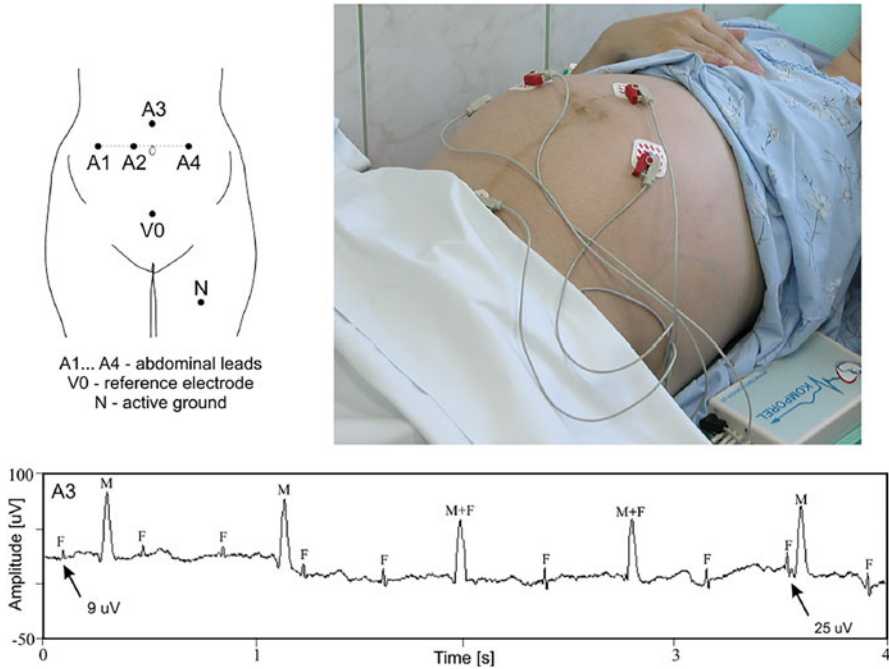 A3
A1 A2 A4
V0
N
A1... A4 - abdominal leads
V0 - reference electrode
N - active ground
KOMPOREL
100
A3
M
M
M+F
M+F
M
F
F
F
F
F
F
F
F
F
Amplitude [uV]
9 uV
25 uV
-50
0
1
2
3
4
Time [s]